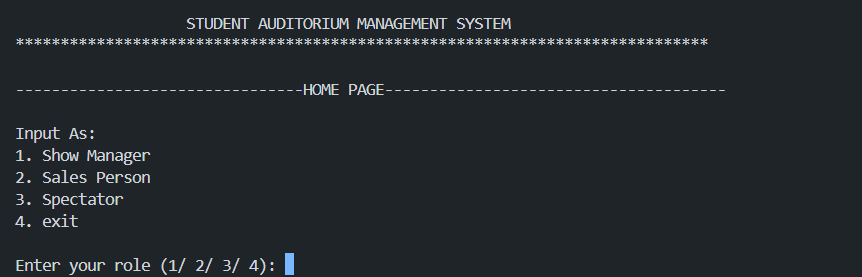 STUDENT AUDITORIUM MANAGEMENT SYSTEM
*****************************************************************************
--------------------------------HOME PAGE--------------------------------------
Input As:
1. Show Manager
2. Sales Person
3. Spectator
4. exit
Enter your role (1/ 2/ 3/ 4):